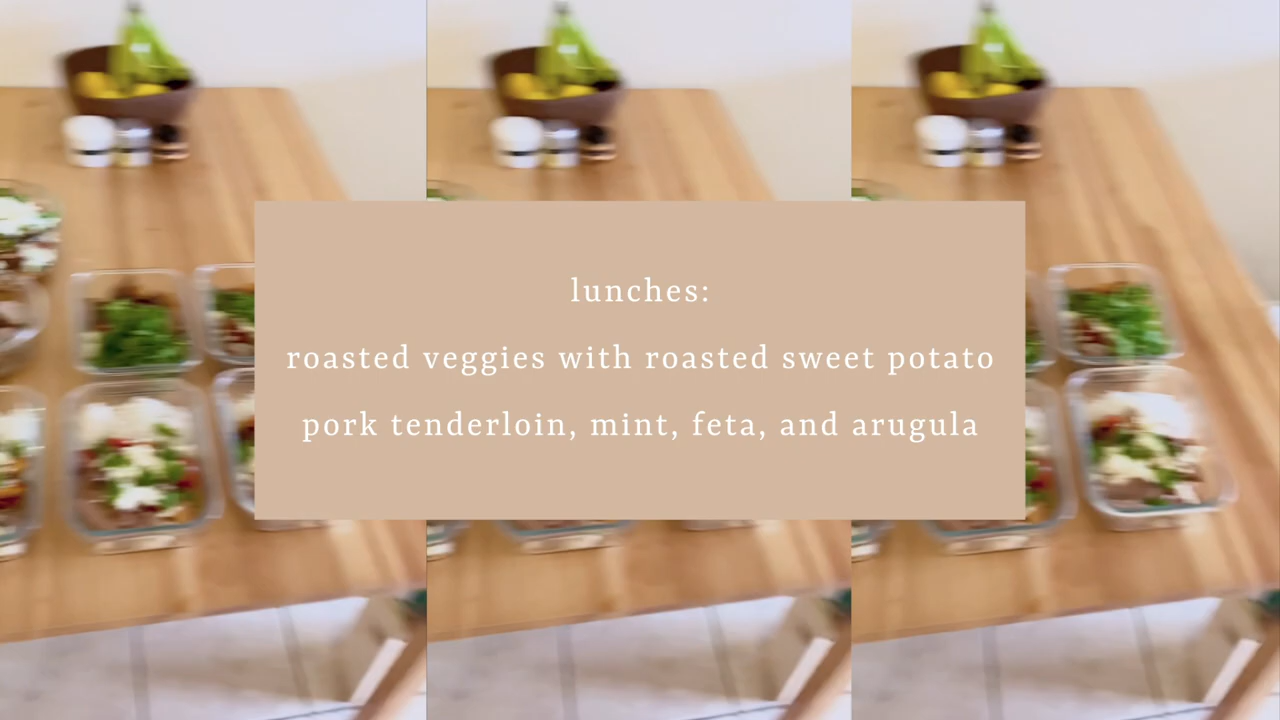 lunches:
roasted veggies with roasted sweet potato
pork tenderloin, mint, feta, and arugula